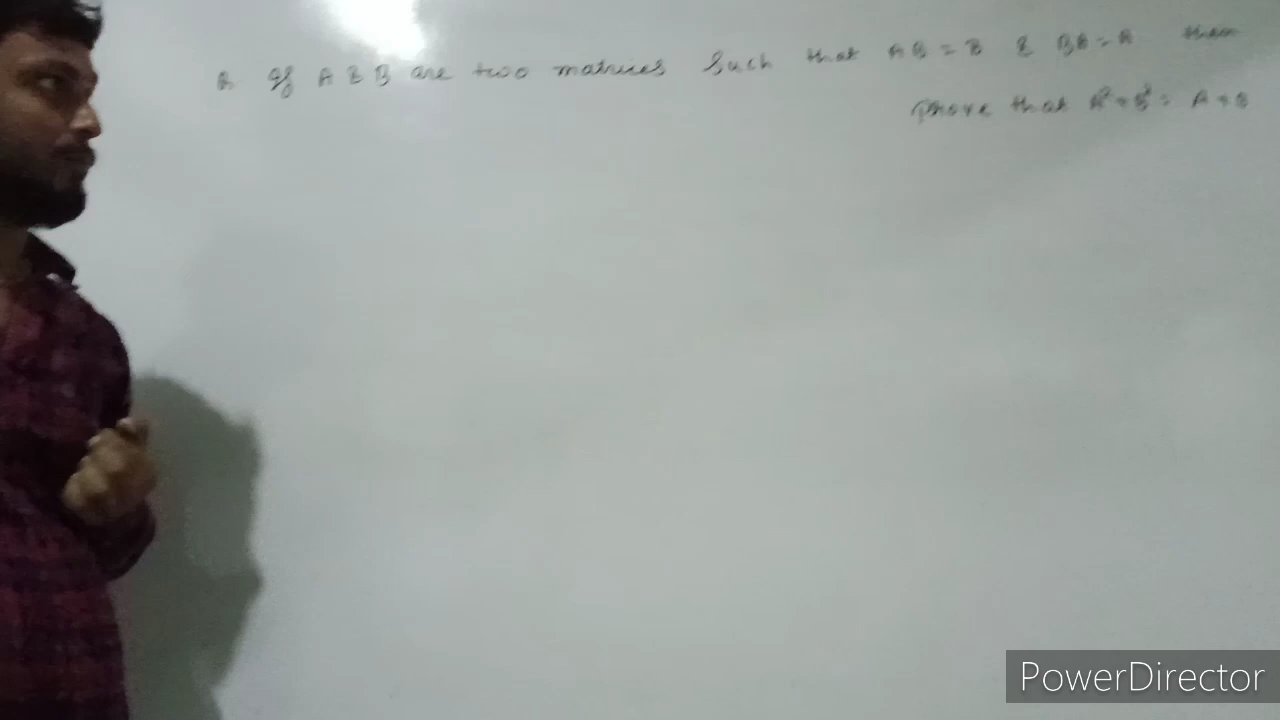 Q If A & B are two matrices such that AB = B & BA = A then
Prove that A² + B² = A + B
PowerDirector